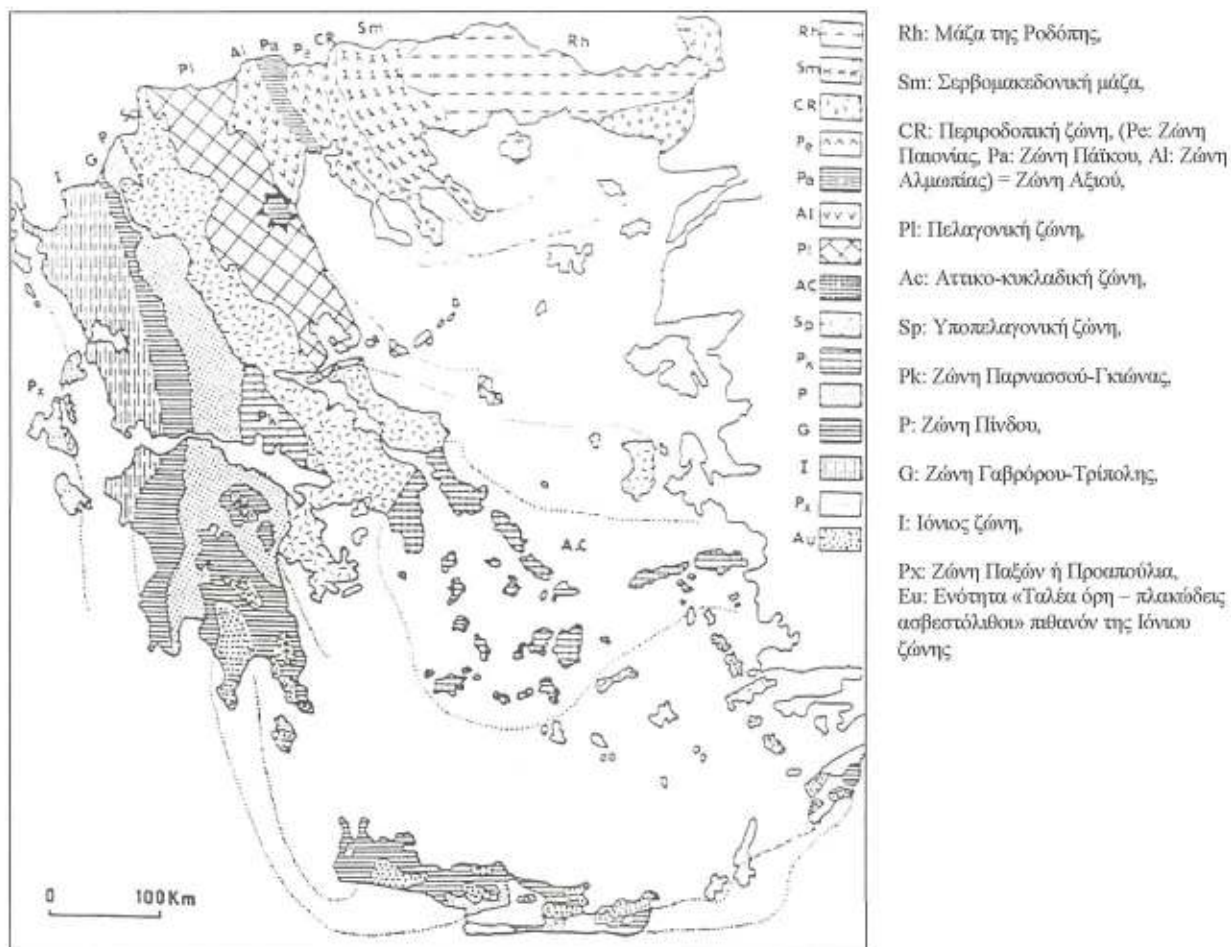 Sm
CR
Pa
Pe
Al
Rh
Pl
P
G
I
Px
Pk
AC
0
100 Km
Rh
Sm
CR
Pe
Pa
Al
Pl
AC
Sp
Pk
P
G
I
Px
Rh: Μάζα της Ροδόπης,
Sm: Σερβομακεδονική μάζα,
CR: Περιροδοπική ζώνη, (Pe: Ζώνη
Παιονίας, Pa: Ζώνη Πάϊκου, Al: Ζώνη
Αλμωπίας) = Ζώνη Αξιού,
Pl: Πελαγονική ζώνη,
Ac: Αττικο-κυκλαδική ζώνη,
Sp: Υποπελαγονική ζώνη,
Pk: Ζώνη Παρνασσού-Γκιώνας,
P: Ζώνη Πίνδου,
G: Ζώνη Γαβρόρου-Τρίπολης,
I: Ιόνιος ζώνη,
Px: Ζώνη Παξών ή Προαπούλια,
Eu: Ενότητα «Ταλέα όρη – πλακώδεις
ασβεστόλιθοι» πιθανόν της Ιόνιου
ζώνης